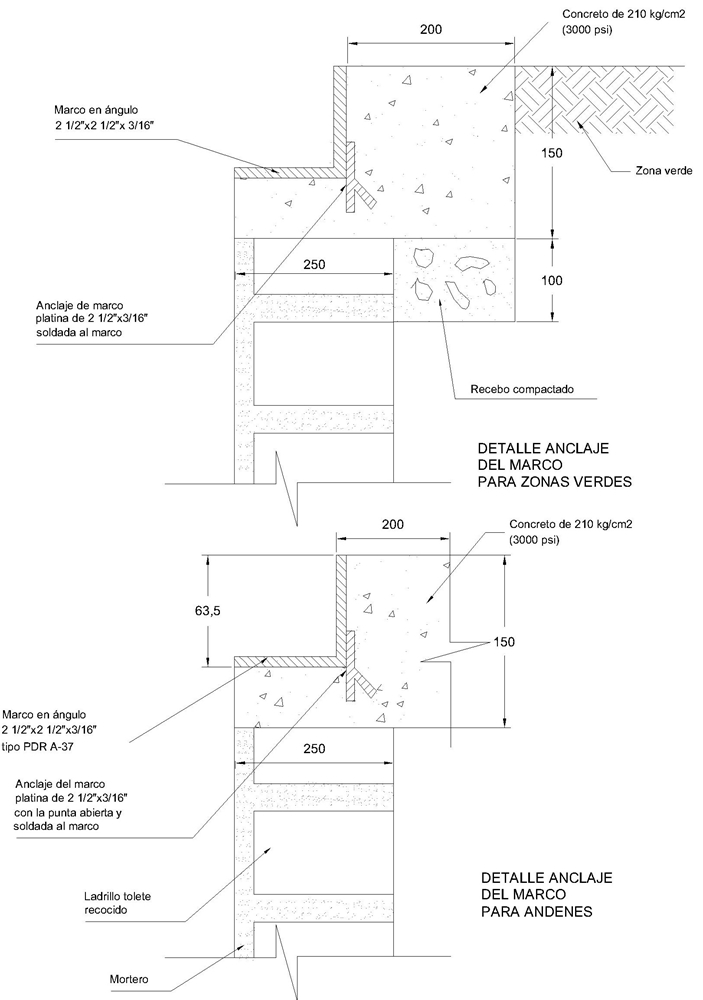 Concreto de 210 kg/cm2
(3000 psi)
200
Marco en ángulo
2 1/2"x2 1/2"x 3/16"
150
Zona verde
250
100
Anclaje de marco
platina de 2 1/2"x3/16"
soldada al marco
Recebo compactado
DETALLE ANCLAJE
DEL MARCO
PARA ZONAS VERDES
200
Concreto de 210 kg/cm2
(3000 psi)
63,5
150
Marco en ángulo
2 1/2"x2 1/2"x3/16"
tipo PDR A-37
250
Anclaje del marco
platina de 2 1/2"x3/16"
con la punta abierta y
soldada al marco
Ladrillo tolete
recocido
DETALLE ANCLAJE
DEL MARCO
PARA ANDENES
Mortero